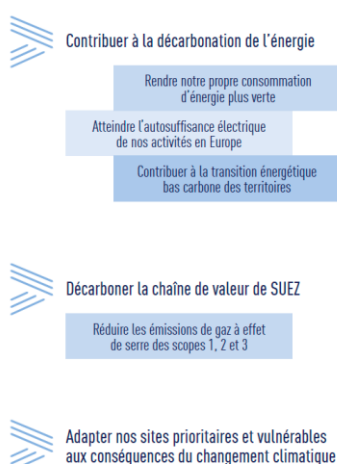 Contribuer à la décarbonation de l'énergie
Rendre notre propre consommation
d'énergie plus verte
Atteindre l'autosuffisance électrique
de nos activités en Europe
Contribuer à la transition énergétique
bas carbone des territoires
Décarboner la chaîne de valeur de SUEZ
Réduire les émissions de gaz à effet
de serre des scopes 1, 2 et 3
Adapter nos sites prioritaires et vulnérables
aux conséquences du changement climatique